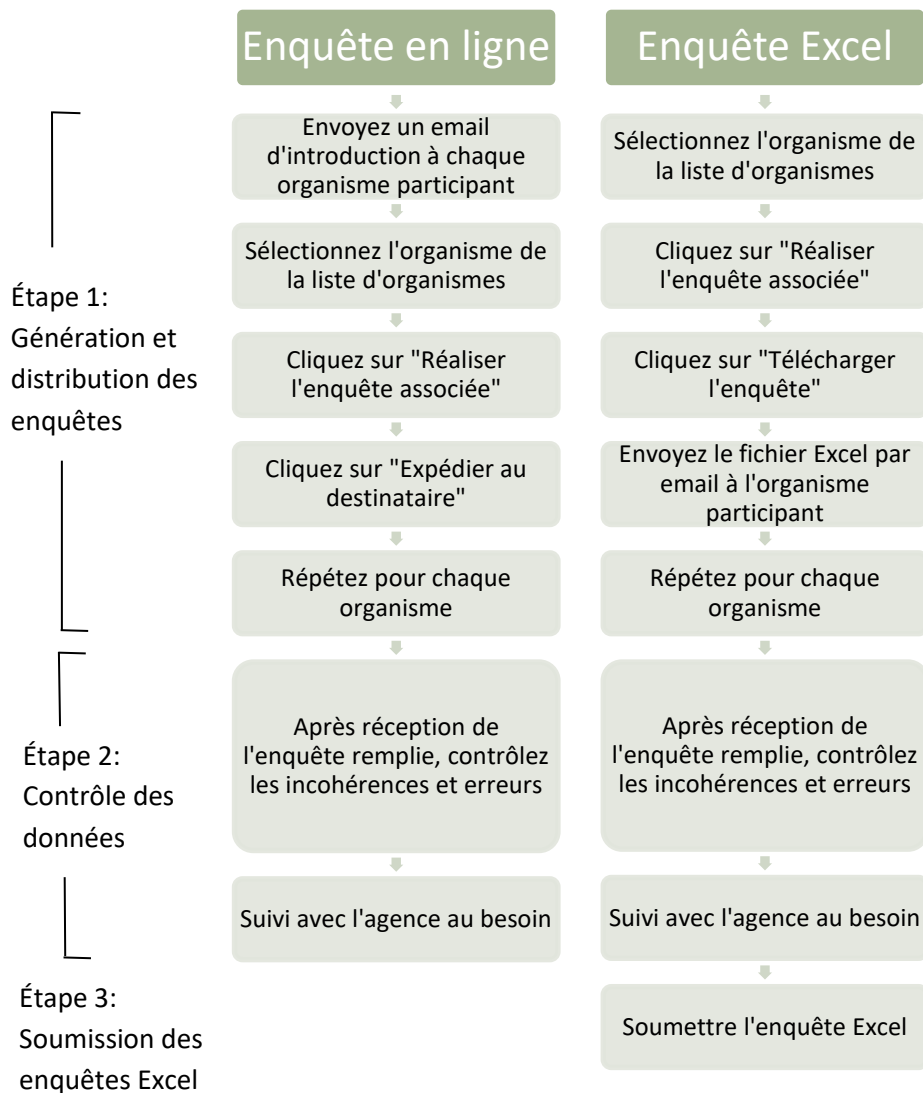 Enquête en ligne
Enquête Excel
Étape 1:
Génération et
distribution des
enquêtes
Envoyez un email
d'introduction à chaque
organisme participant
Sélectionnez l'organisme de
la liste d'organismes
Cliquez sur "Réaliser
l'enquête associée"
Cliquez sur "Expédier au
destinataire"
Répétez pour chaque
organisme
Sélectionnez l'organisme de
la liste d'organismes
Cliquez sur "Réaliser
l'enquête associée"
Cliquez sur "Télécharger
l'enquête"
Envoyez le fichier Excel par
email à l'organisme
participant
Répétez pour chaque
organisme
Étape 2:
Contrôle des
données
Après réception de
l'enquête remplie, contrôlez
les incohérences et erreurs
Suivi avec l'agence au besoin
Après réception de
l'enquête remplie, contrôlez
les incohérences et erreurs
Suivi avec l'agence au besoin
Étape 3:
Soumission des
enquêtes Excel
Soumettre l'enquête Excel